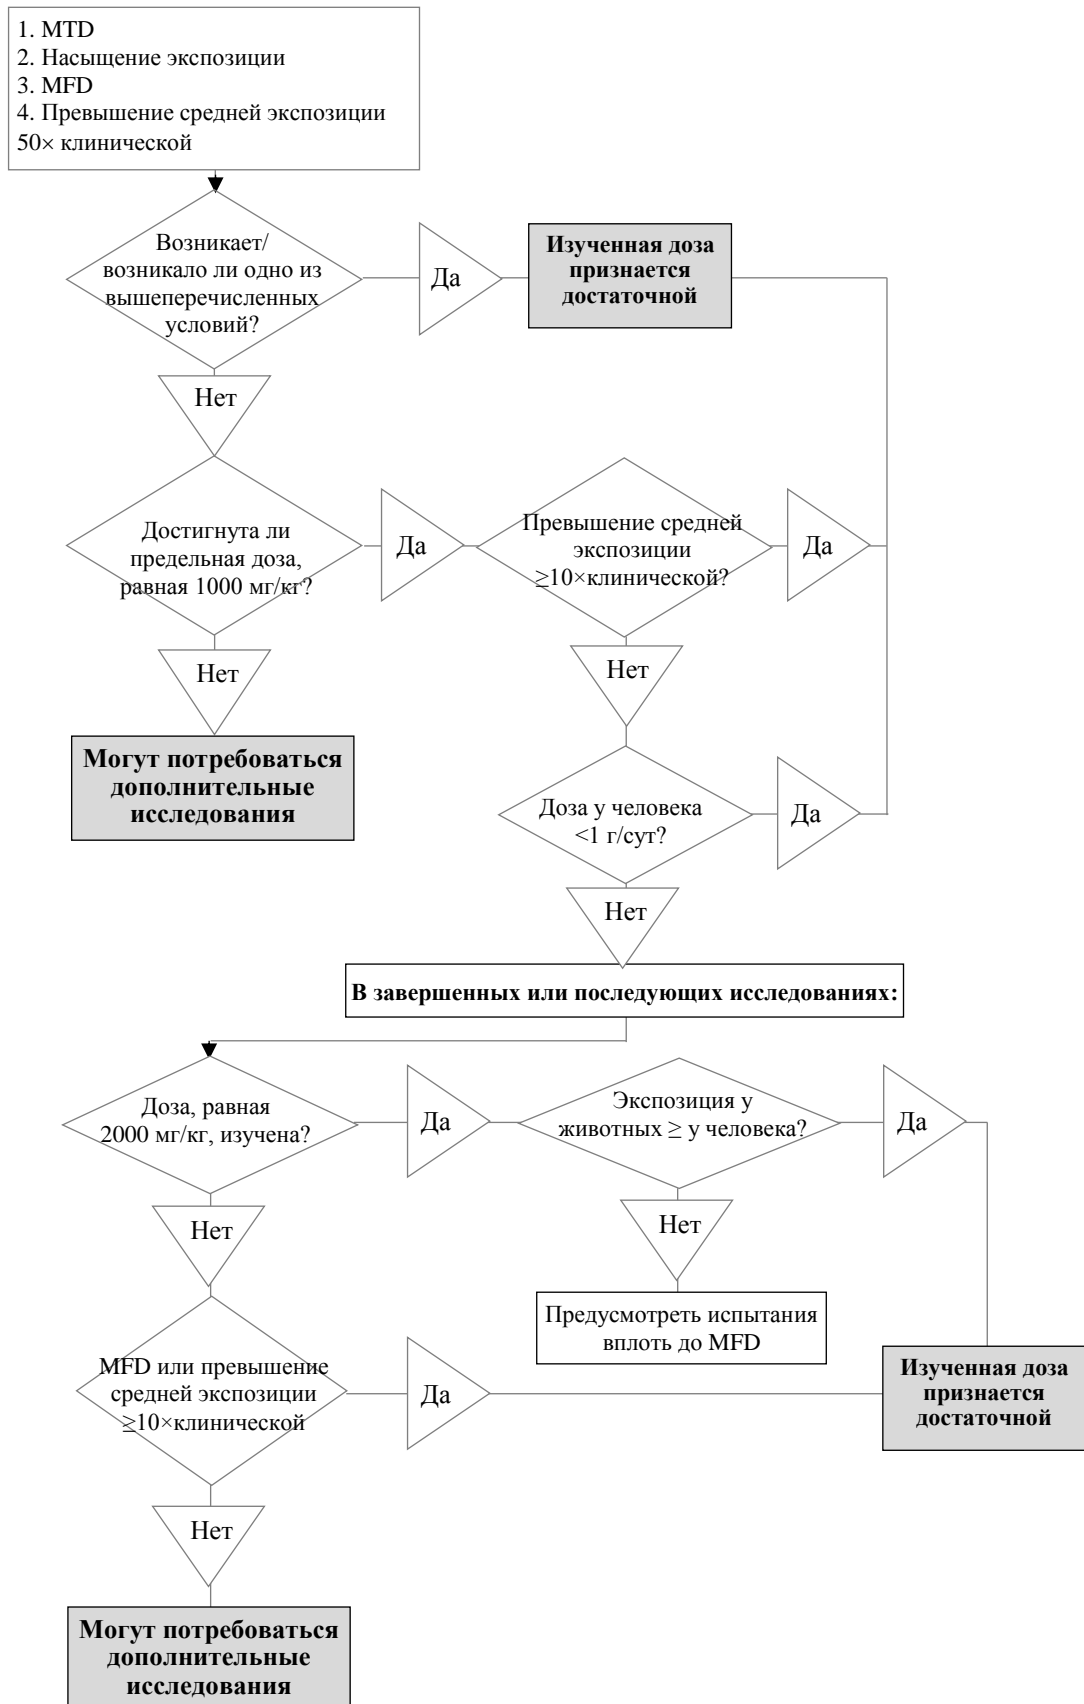 1. MTD
2. Насыщение экспозиции
3. MFD
4. Превышение средней экспозиции
50× клинической
Возникает/
возникало ли одно из
вышеперечисленных
условий?
Да
Изученная доза
признается
достаточной
Нет
Достигнута ли
предельная доза,
равная 1000 мг/кг?
Да
Превышение средней
экспозиции
≥10×клинической?
Да
Нет
Нет
Могут потребоваться
дополнительные
исследования
Доза у человека
<1 г/сут?
Да
Нет
В завершенных или последующих исследованиях:
Доза, равная
2000 мг/кг, изучена?
Да
Экспозиция у
животных ≥ у человека?
Да
Нет
Нет
Предусмотреть испытания
вплоть до MFD
MFD или превышение
средней экспозиции
≥10×клинической
Да
Изученная доза
признается
достаточной
Нет
Могут потребоваться
дополнительные
исследования